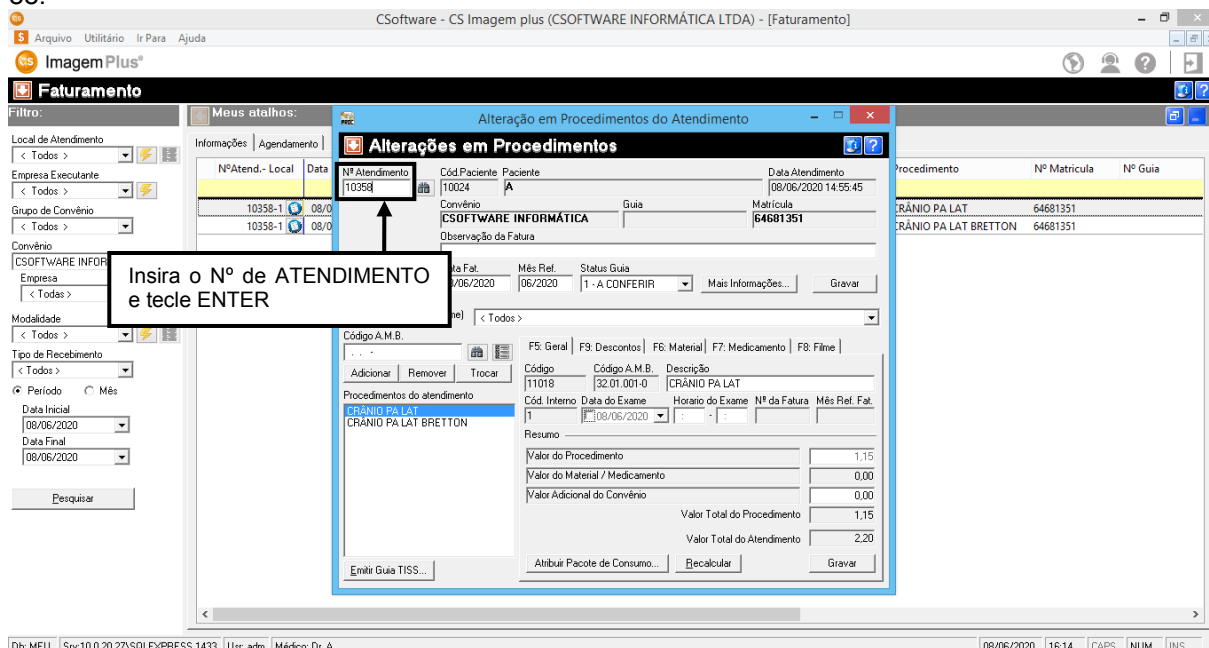 CSoftware - CS Imagem plus (CSOFTWARE INFORMÁTICA LTDA) - [Faturamento]
Arquivo Utilitário Ir Para Ajuda
Imagem Plus®
Faturamento
Filtro:
Meus atalhos:
Local de Atendimento
< Todos >
Empresa Executante
< Todos >
Grupo de Convênio
< Todos >
Convênio
CSOFTWARE INFOR
Empresa
< Todas >
Modalidade
< Todos >
Tipo de Recebimento
< Todos >
Período Mês
Data Inicial
08/06/2020
Data Final
08/06/2020
Pesquisar
Informações Agendamento
NºAtend.- Local Data
Procedimento Nº Matricula Nº Guia
10358-1 08/0
CRÂNIO PA LAT 64681351
10358-1 08/0
CRÂNIO PA LAT BRETTON 64681351
Alteração em Procedimentos do Atendimento
Alterações em Procedimentos
Nº Atendimento Cód.Paciente Paciente Data Atendimento
10358 10024 A 08/06/2020 14:55:45
Convênio Guia Matrícula
CSOFTWARE INFORMÁTICA 64681351
Observação da Fatura
Insira o Nº de ATENDIMENTO
e tecle ENTER
Mês Ref. Status Guia
/06/2020 06/2020 1 - A CONFERIR Mais Informações... Gravar
< Todos >
Código A.M.B.
Adicionar Remover Trocar
Procedimentos do atendimento
CRÂNIO PA LAT
CRÂNIO PA LAT BRETTON
Emitir Guia TISS...
F5: Geral F9: Descontos F6: Material F7: Medicamento F8: Filme
Código Código A.M.B. Descrição
11018 32.01.001-0 CRÂNIO PA LAT
Cód. Interno Data do Exame Horario do Exame Nº da Fatura Mês Ref. Fat.
1 08/06/2020 : - :
Resumo
Valor do Procedimento 1,15
Valor do Material / Medicamento 0,00
Valor Adicional do Convênio 0,00
Valor Total do Procedimento 1,15
Valor Total do Atendimento 2,20
Atribuir Pacote de Consumo... Recalcular Gravar
08/06/2020 16:14 CAPS NUM INS